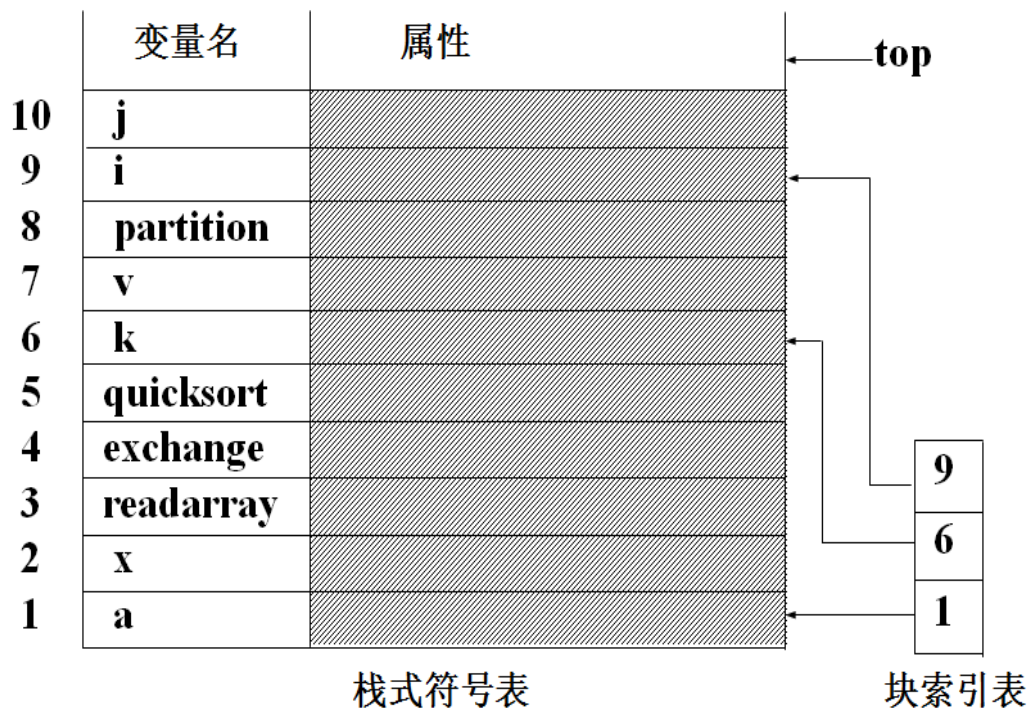 变量名 属性
top
10 j
9 i
8 partition
7 v
6 k
5 quicksort
4 exchange
3 readarray
2 x
1 a
9
6
1
栈式符号表 块索引表